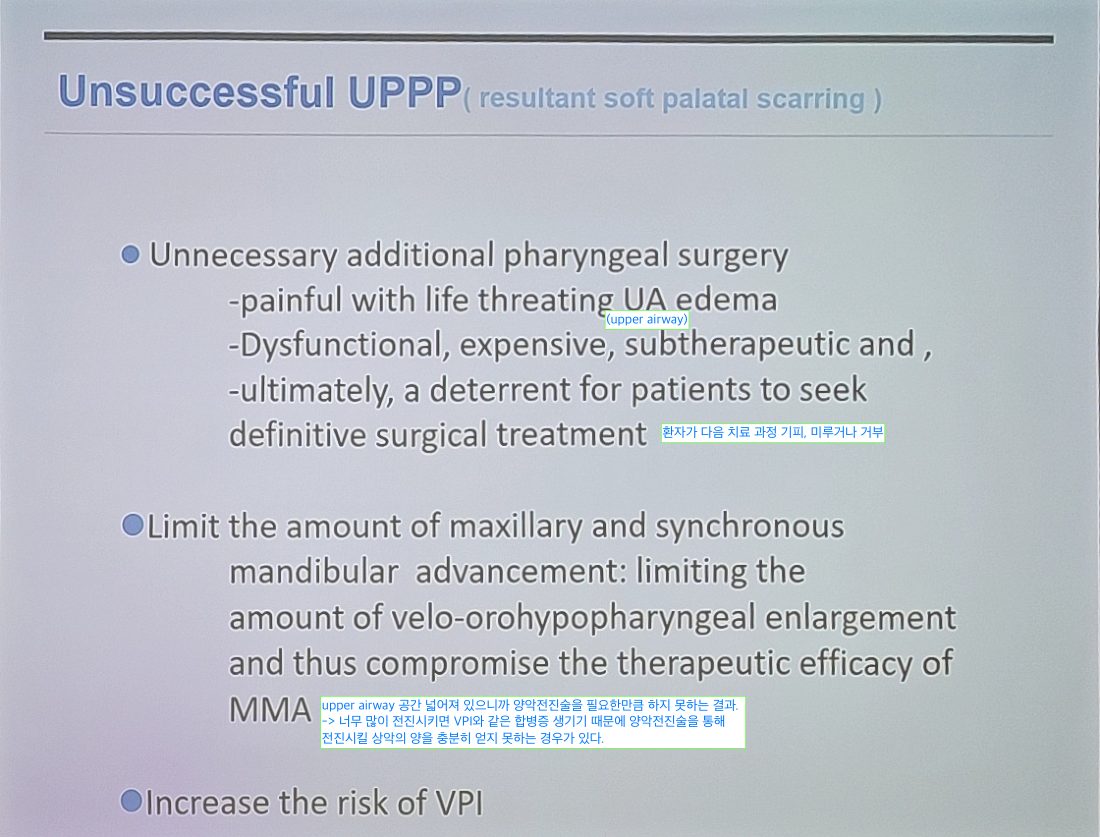 Unsuccessful UPPP( resultant soft palatal scarring )
Unnecessary additional pharyngeal surgery
-painful with life threating UA edema
(upper airway)
-Dysfunctional, expensive, subtherapeutic and ,
-ultimately, a deterrent for patients to seek
definitive surgical treatment 환자가 다음 치료 과정 기피, 미루거나 거부
Limit the amount of maxillary and synchronous
mandibular advancement: limiting the
amount of velo-orohypopharyngeal enlargement
and thus compromise the therapeutic efficacy of
MMA
upper airway 공간 넓어져 있으니까 양악전진술을 필요한만큼 하지 못하는 결과.
-> 너무 많이 전진시키면 VPI와 같은 합병증 생기기 때문에 양악전진술을 통해
전진시킬 상악의 양을 충분히 얻지 못하는 경우가 있다.
Increase the risk of VPI